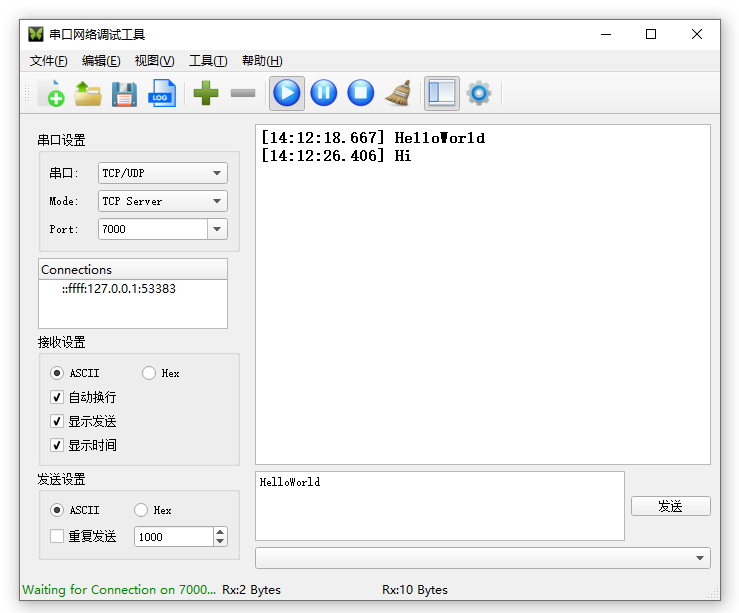 串口网络调试工具
文件(F) 编辑(E) 视图(V) 工具(T) 帮助(H)
LOG
串口设置
串口: TCP/UDP
Mode: TCP Server
Port: 7000
Connections
::ffff:127.0.0.1:53383
接收设置
ASCII Hex
自动换行
显示发送
显示时间
发送设置
ASCII Hex
重复发送 1000
[14:12:18.667] HelloWorld
[14:12:26.406] Hi
HelloWorld
发送
Waiting for Connection on 7000... Rx:2 Bytes Rx:10 Bytes